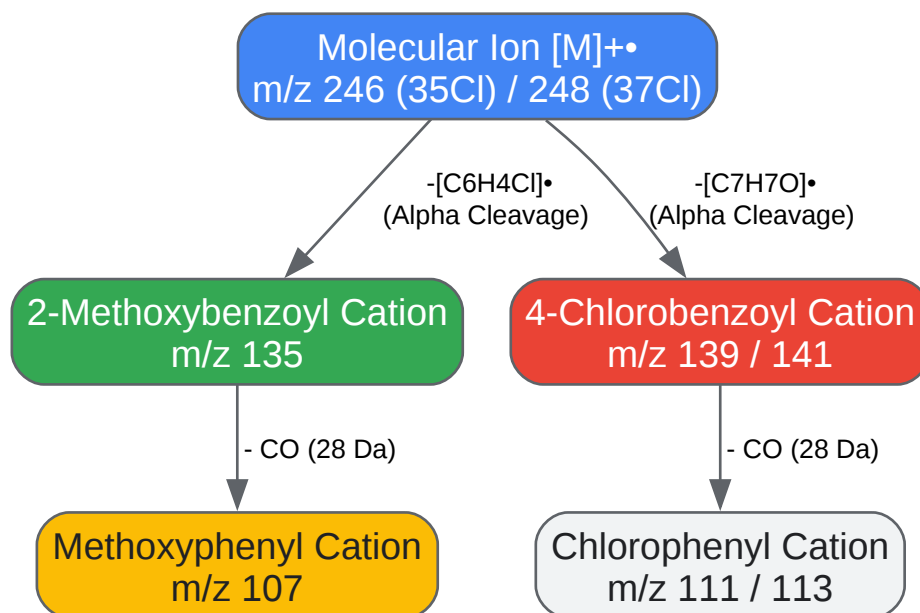 Molecular Ion [M]+•
m/z 246 (35Cl) / 248 (37Cl)
-[C6H4Cl]•
(Alpha Cleavage)
-[C7H7O]•
(Alpha Cleavage)
2-Methoxybenzoyl Cation
m/z 135
4-Chlorobenzoyl Cation
m/z 139 / 141
- CO (28 Da)
- CO (28 Da)
Methoxyphenyl Cation
m/z 107
Chlorophenyl Cation
m/z 111 / 113